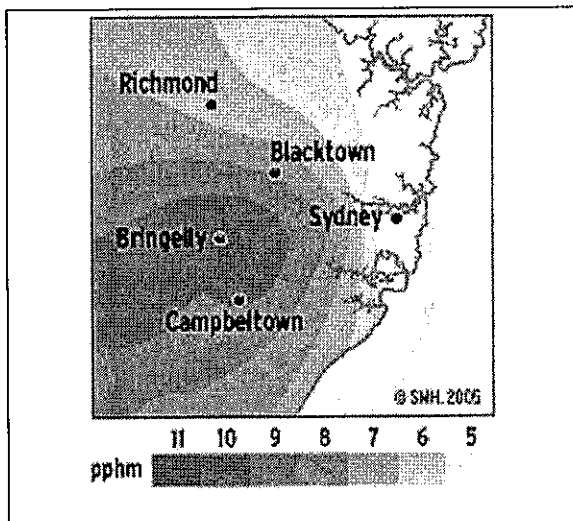 Richmond
Blacktown
Sydney
Bringelly
Campbeltown
© SMH. 2006
11 10 9 8 7 6 5
pphm